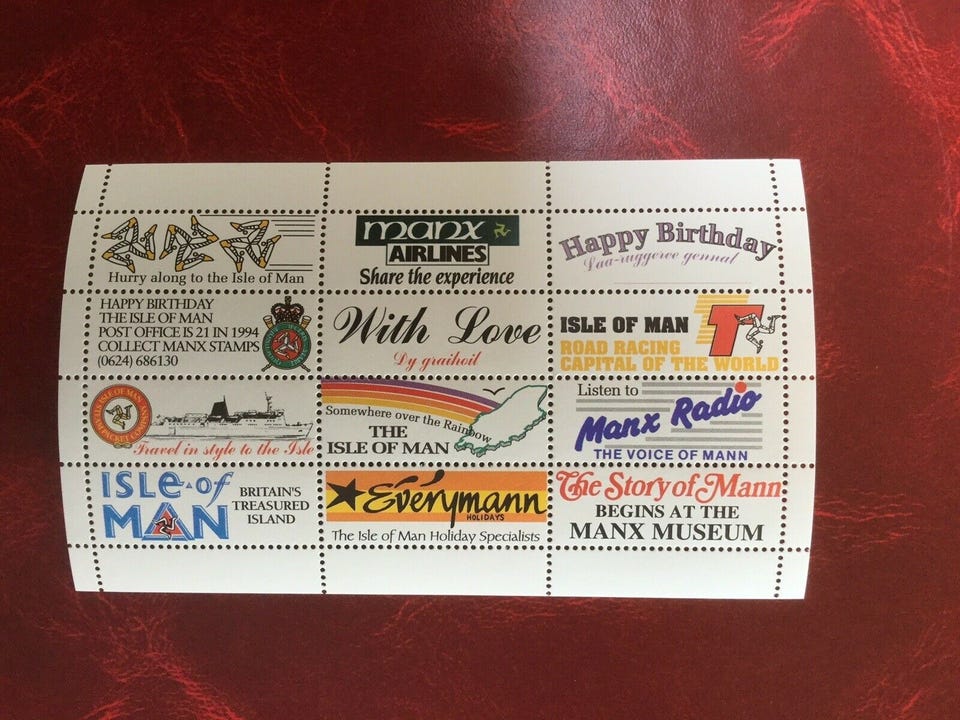 Hurry along to the Isle of Man
manx
AIRLINES
Share the experience
Happy Birthday
Laa-ruggeree gennal
HAPPY BIRTHDAY
THE ISLE OF MAN
POST OFFICE IS 21 IN 1994
COLLECT MANX STAMPS
(0624) 686130
With Love
Dy graihoil
ISLE OF MAN
TT
ROAD RACING
CAPITAL OF THE WORLD
Travel in style to the Isle
Somewhere over the Rainbow
THE
ISLE OF MAN
Listen to
Manx Radio
THE VOICE OF MANN
ISLE of
MAN
BRITAIN'S
TREASURED
ISLAND
Everymann
HOLIDAYS
The Isle of Man Holiday Specialists
The Story of Mann
BEGINS AT THE
MANX MUSEUM